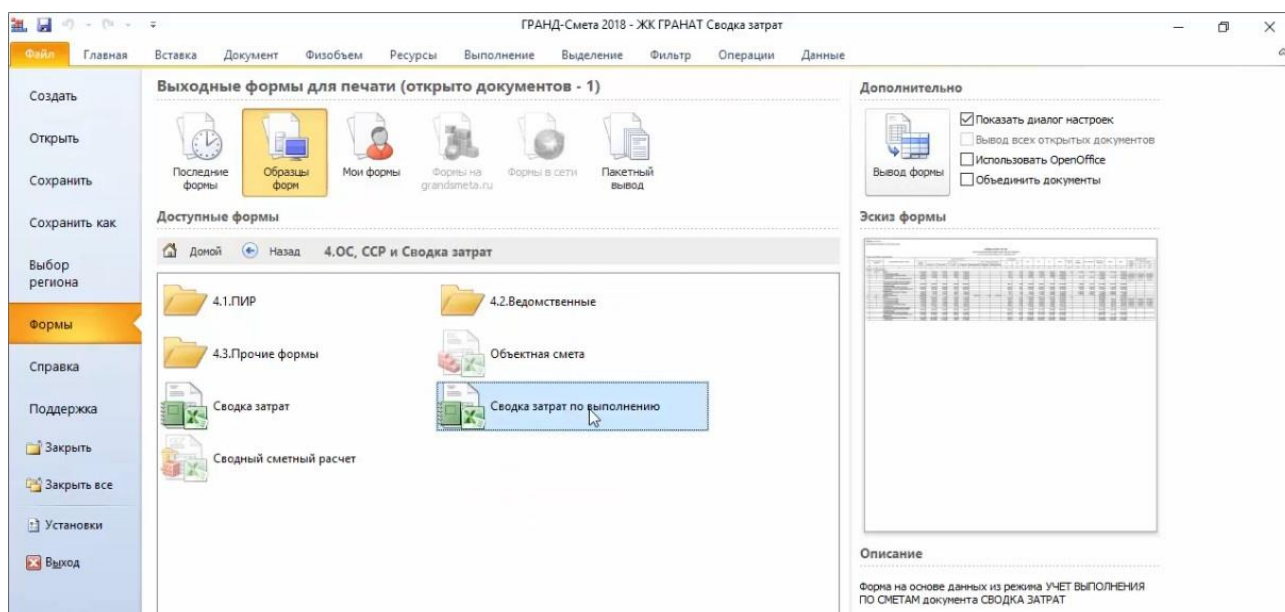 ГРАНД-Смета 2018 - ЖК ГРАНАТ Сводка затрат
Файл Главная Вставка Документ Физобъем Ресурсы Выполнение Выделение Фильтр Операции Данные
Создать
Открыть
Сохранить
Сохранить как
Выбор
региона
Формы
Справка
Поддержка
Закрыть
Закрыть все
Установки
Выход
Выходные формы для печати (открыто документов - 1)
Последние
формы
Образцы
форм
Мои формы
Формы на
grandsmeta.ru
Формы в сети
Пакетный
вывод
Доступные формы
Домой Назад 4.ОС, ССР и Сводка затрат
4.1.ПИР
4.2.Ведомственные
4.3.Прочие формы
Объектная смета
Сводка затрат
Сводка затрат по выполнению
Сводный сметный расчет
Дополнительно
Вывод формы
Показать диалог настроек
Вывод всех открытых документов
Использовать OpenOffice
Объединить документы
Эскиз формы
Описание
Форма на основе данных из режима УЧЕТ ВЫПОЛНЕНИЯ
ПО СМЕТАМ документа СВОДКА ЗАТРАТ